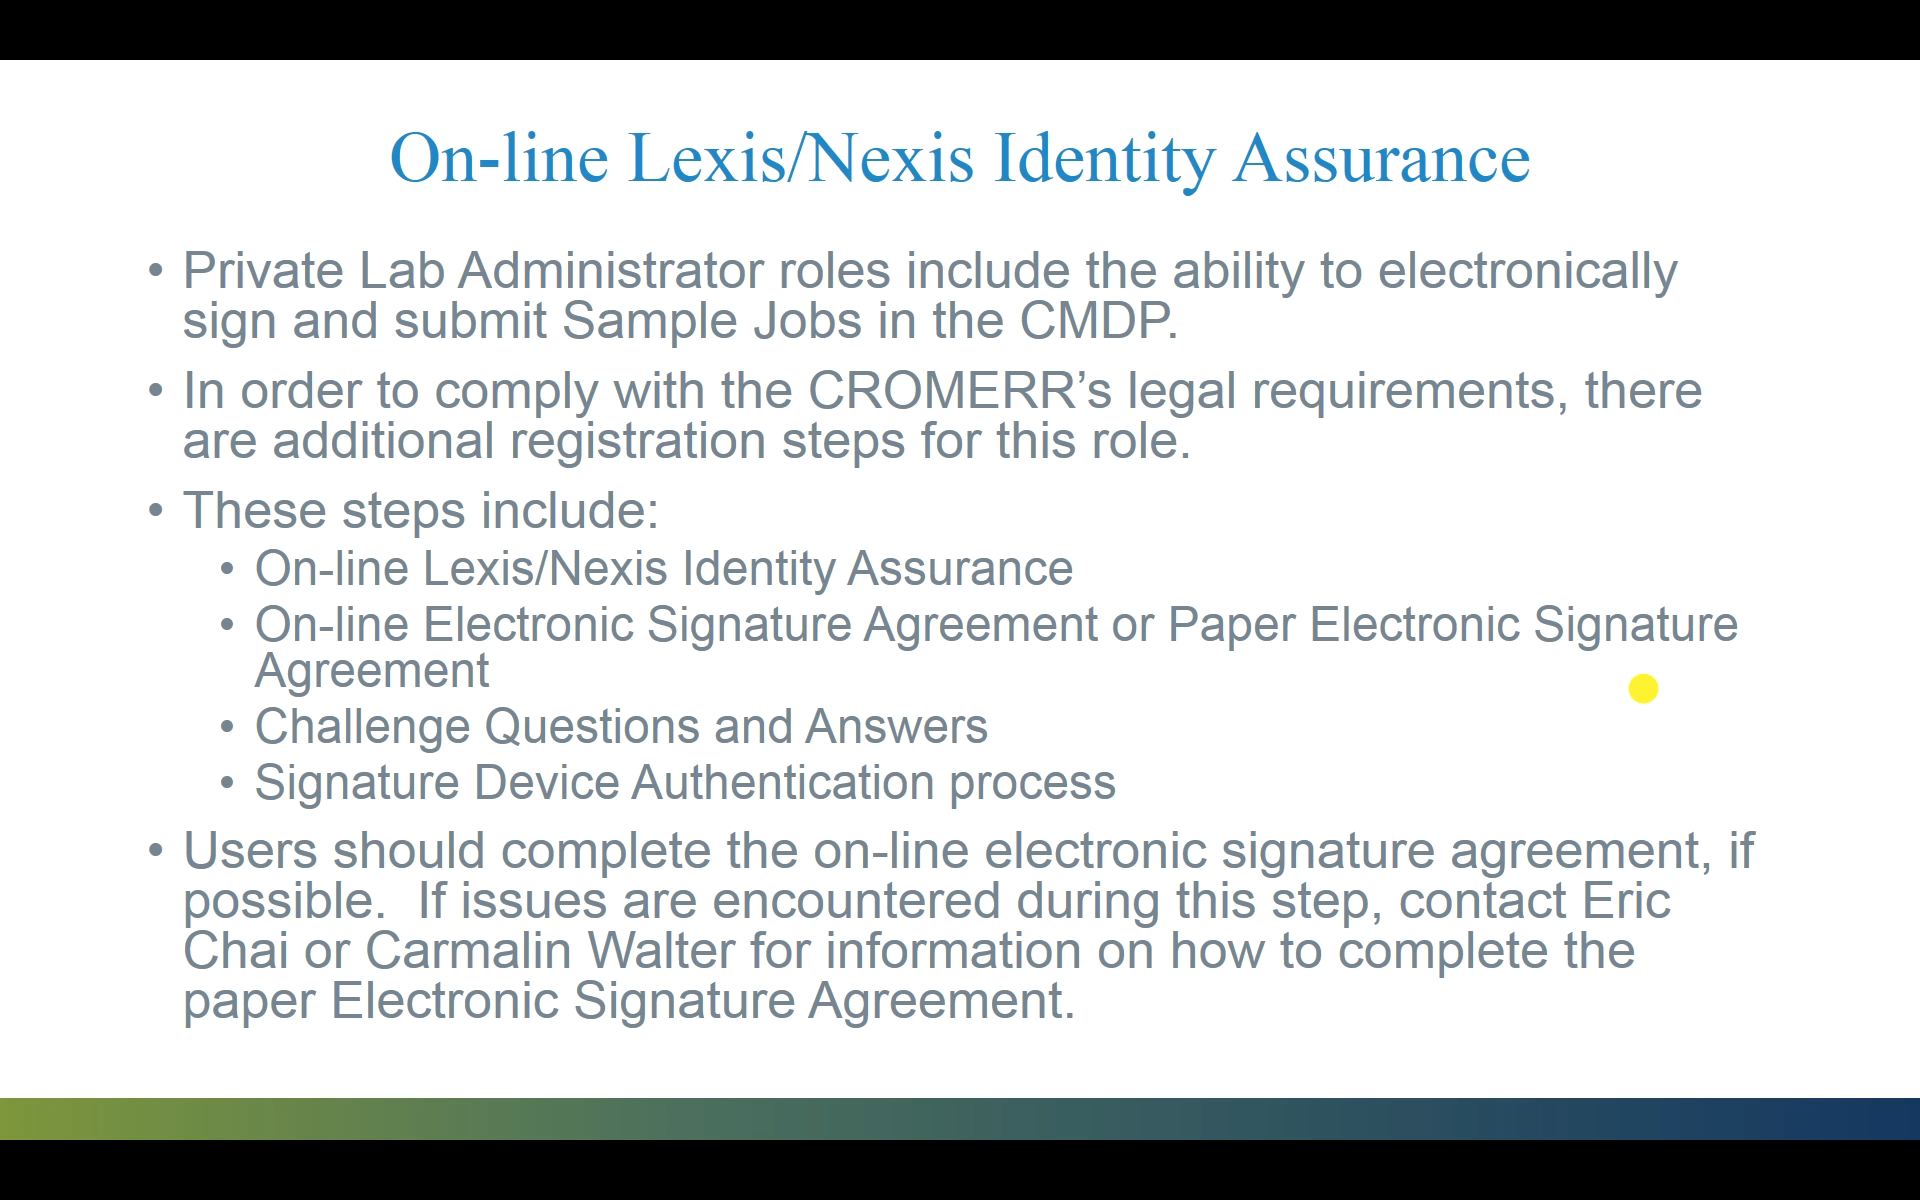 On-line Lexis/Nexis Identity Assurance
• Private Lab Administrator roles include the ability to electronically
sign and submit Sample Jobs in the CMDP.
• In order to comply with the CROMERR’s legal requirements, there
are additional registration steps for this role.
• These steps include:
• On-line Lexis/Nexis Identity Assurance
• On-line Electronic Signature Agreement or Paper Electronic Signature
Agreement
• Challenge Questions and Answers
• Signature Device Authentication process
• Users should complete the on-line electronic signature agreement, if
possible.  If issues are encountered during this step, contact Eric
Chai or Carmalin Walter for information on how to complete the
paper Electronic Signature Agreement.